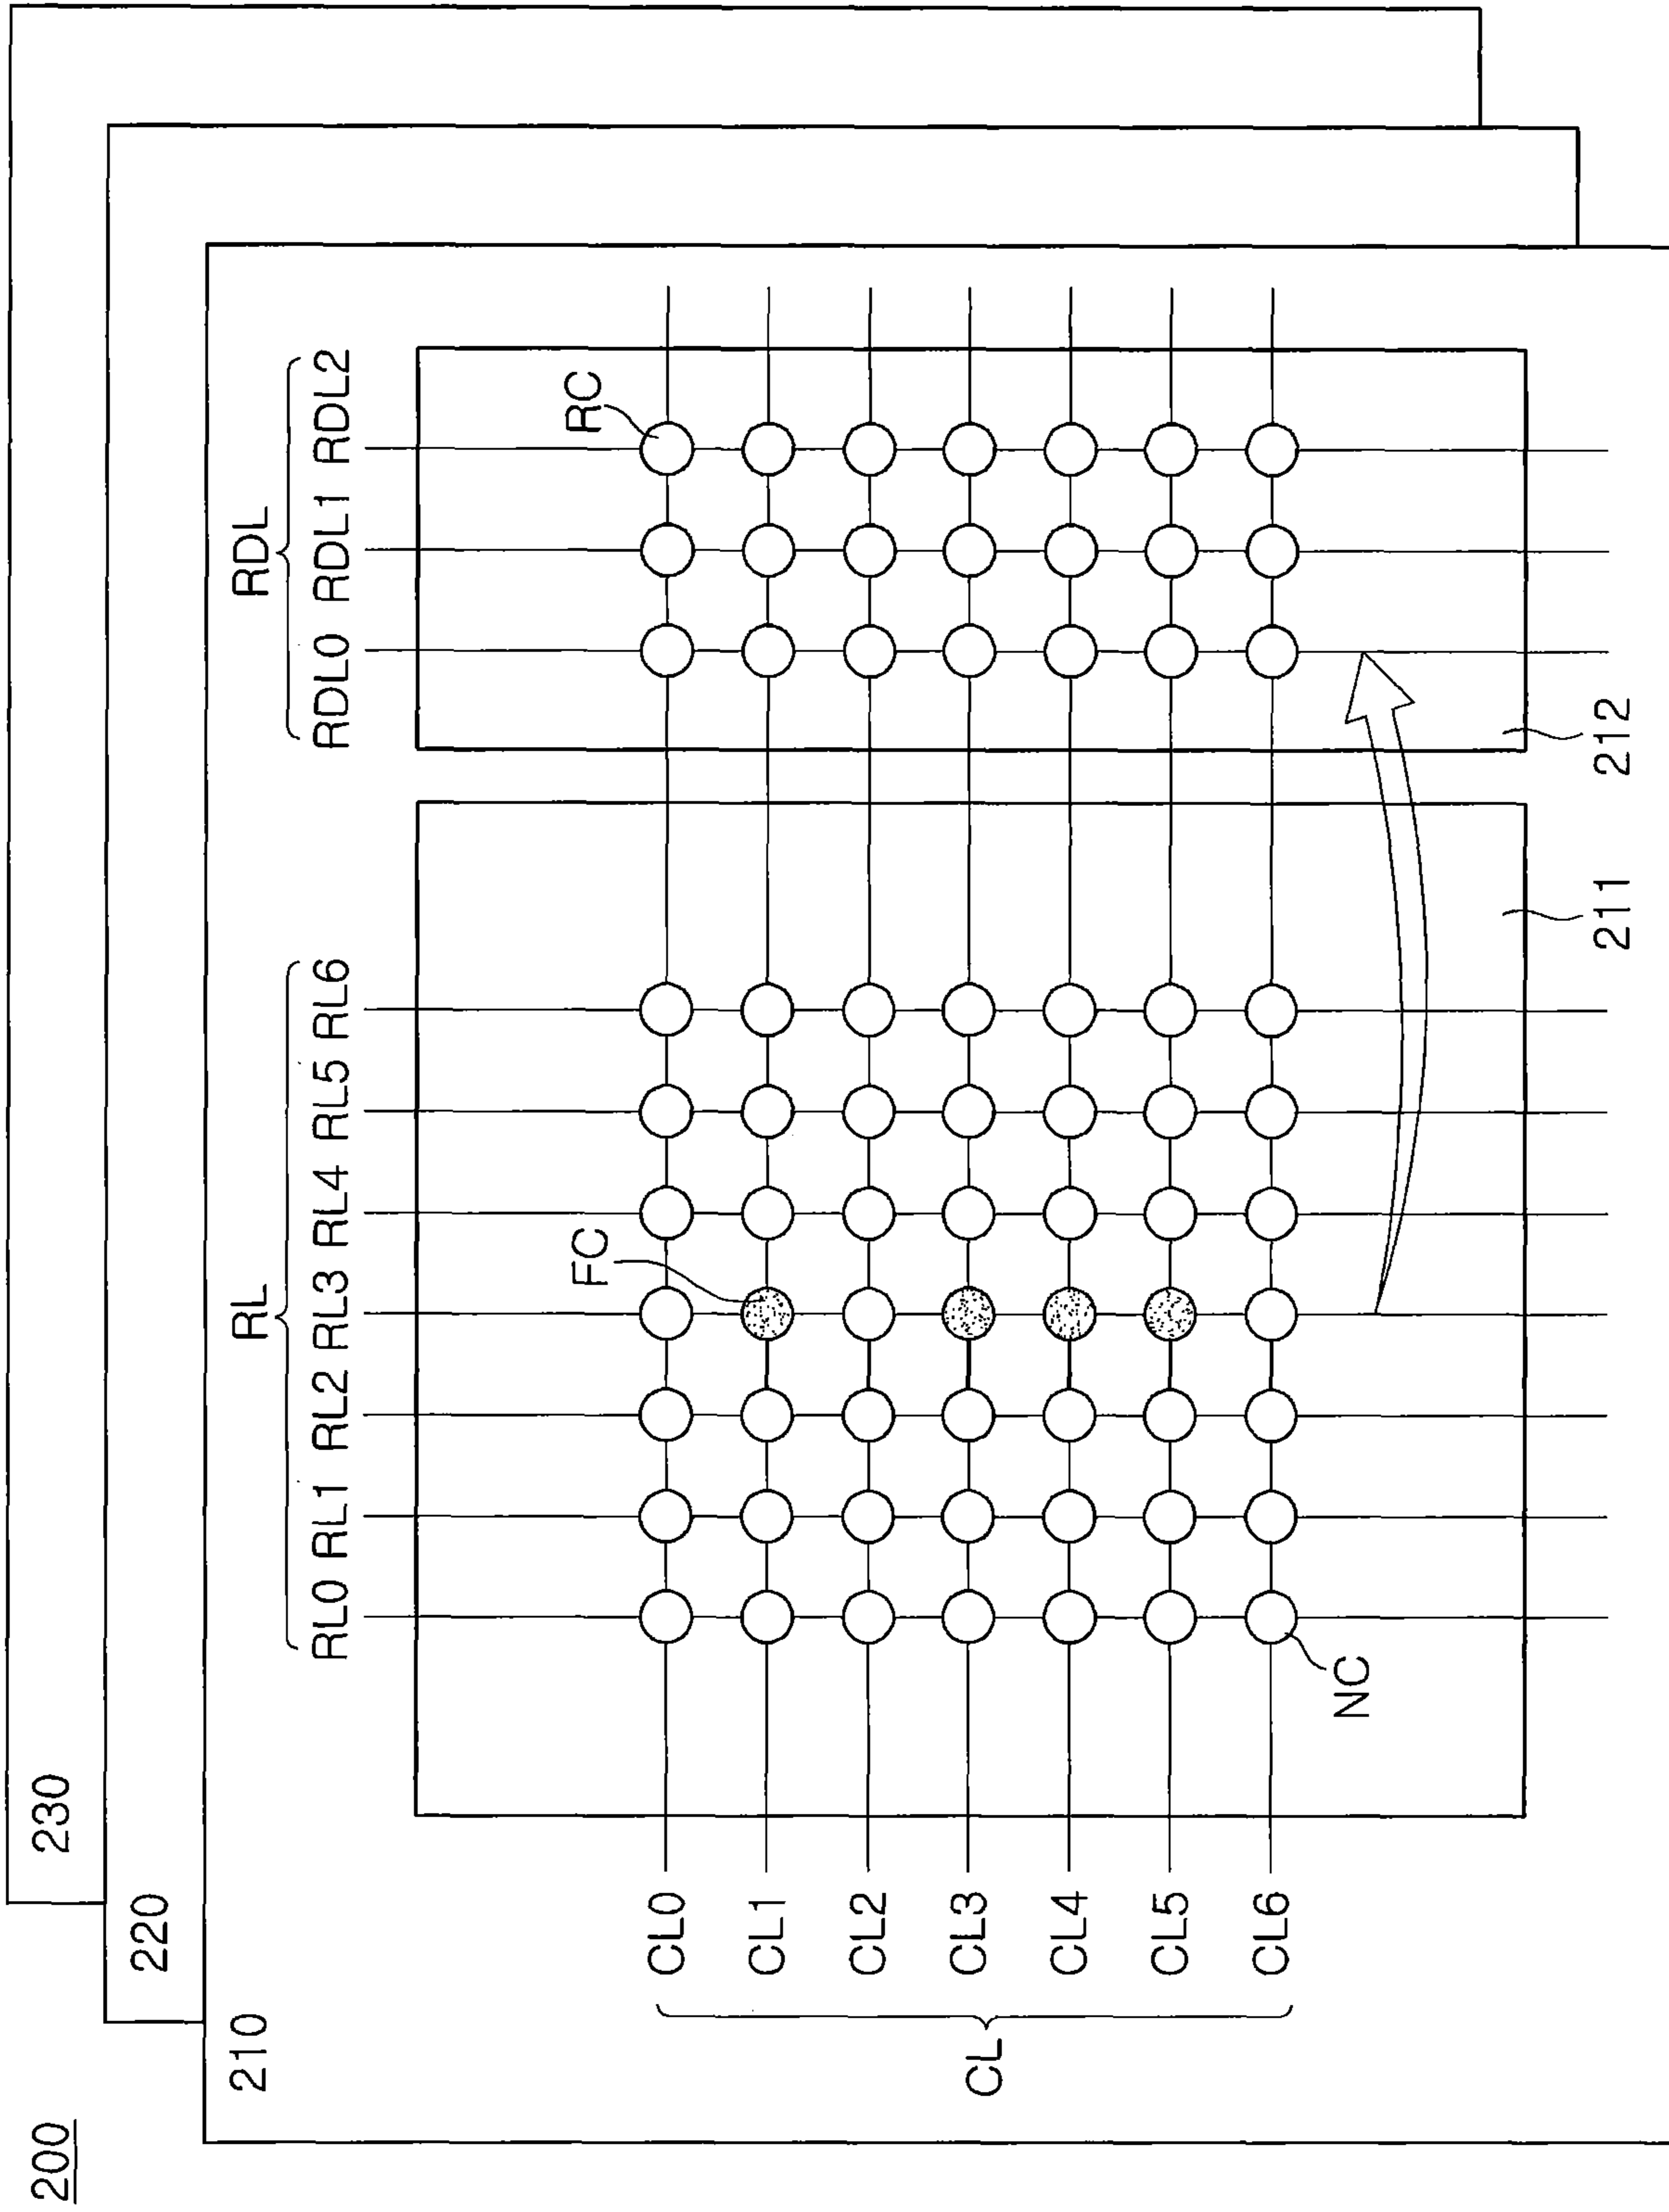 200
230
220
210
RL
RDL
RL0 RL1 RL2 RL3 RL4 RL5 RL6
RDL0 RDL1 RDL2
FC
RC
CL0
CL1
CL2
CL3
CL4
CL5
CL6
CL
NC
211
212